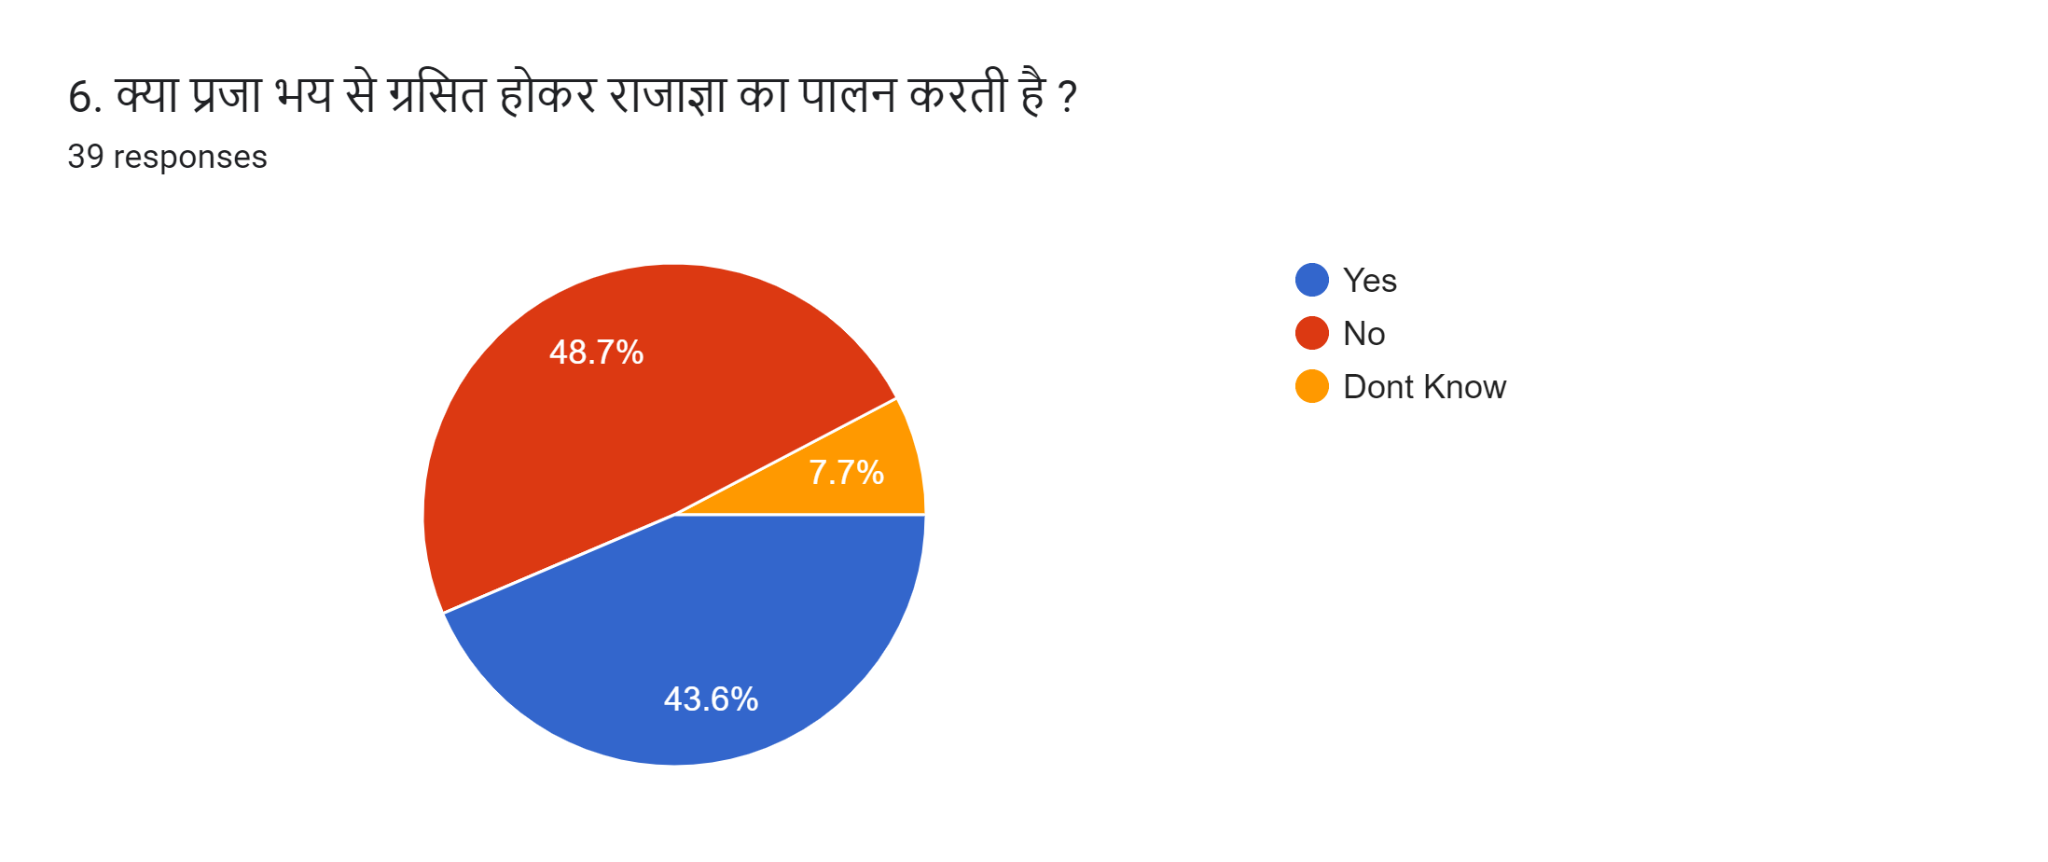 6. क्या प्रजा भय से ग्रसित होकर राजाज्ञा का पालन करती है ?
39 responses
Yes
No
Dont Know
48.7%
7.7%
43.6%